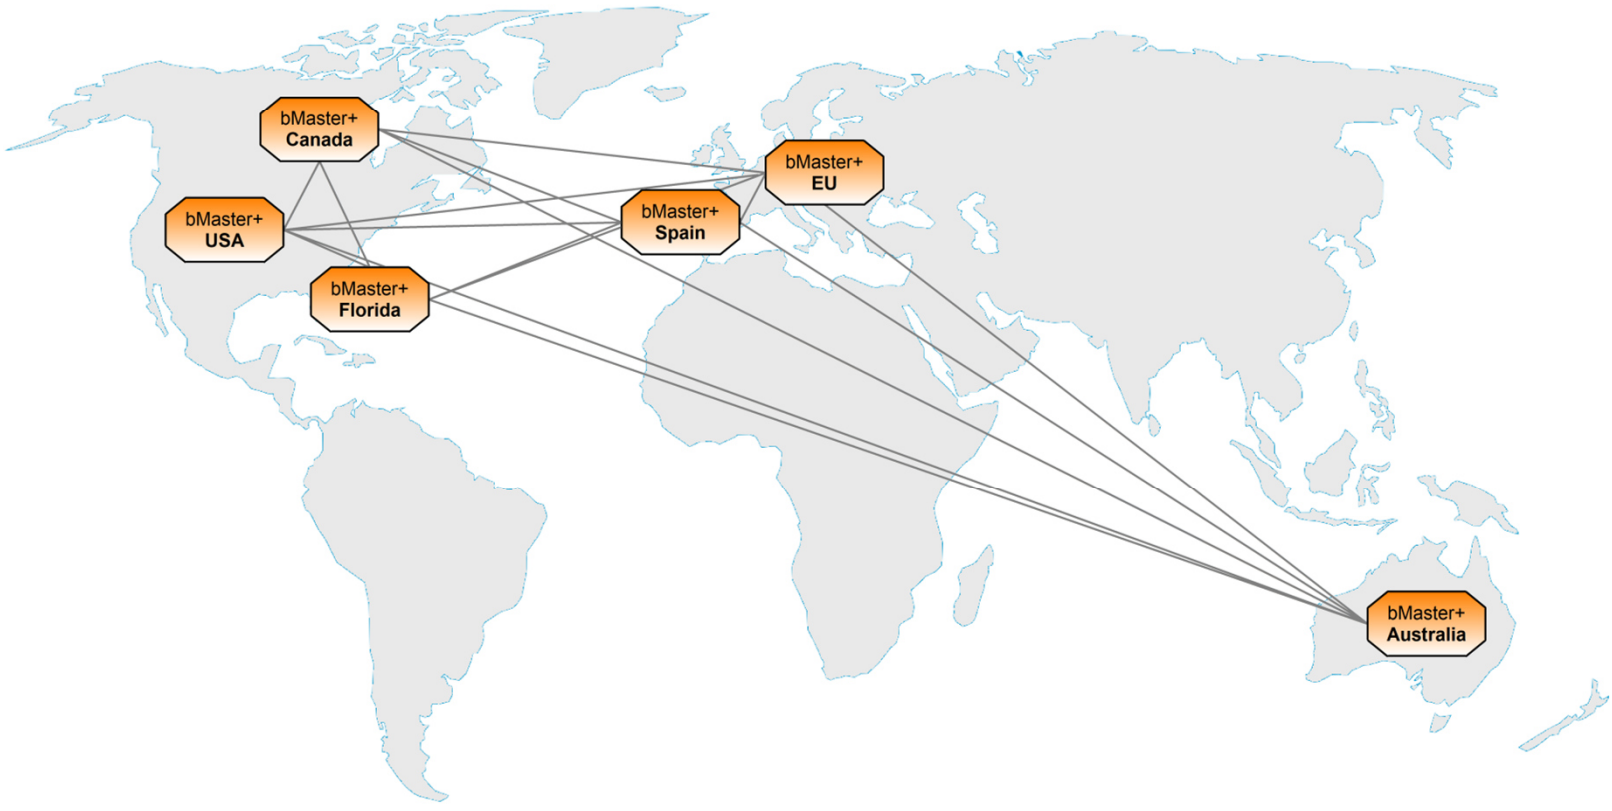 bMaster+
Canada
bMaster+
EU
bMaster+
USA
bMaster+
Spain
bMaster+
Florida
bMaster+
Australia